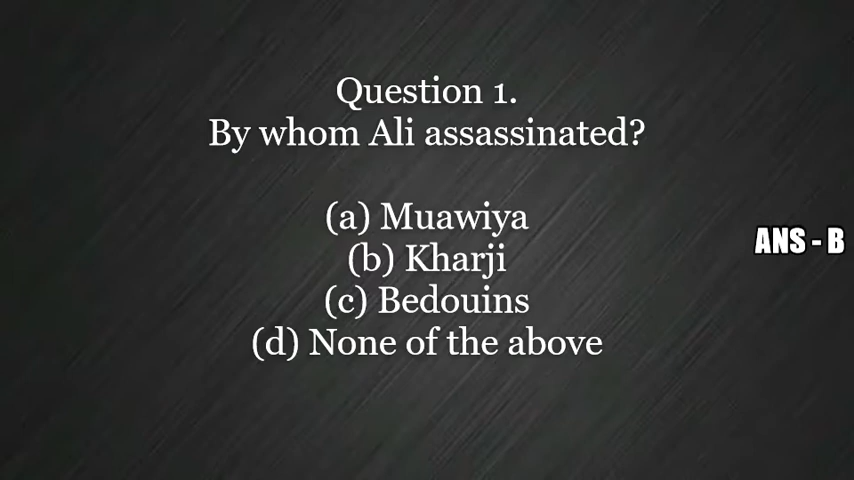 Question 1.
By whom Ali assassinated?
(a) Muawiya
(b) Kharji
(c) Bedouins
(d) None of the above
ANS - B